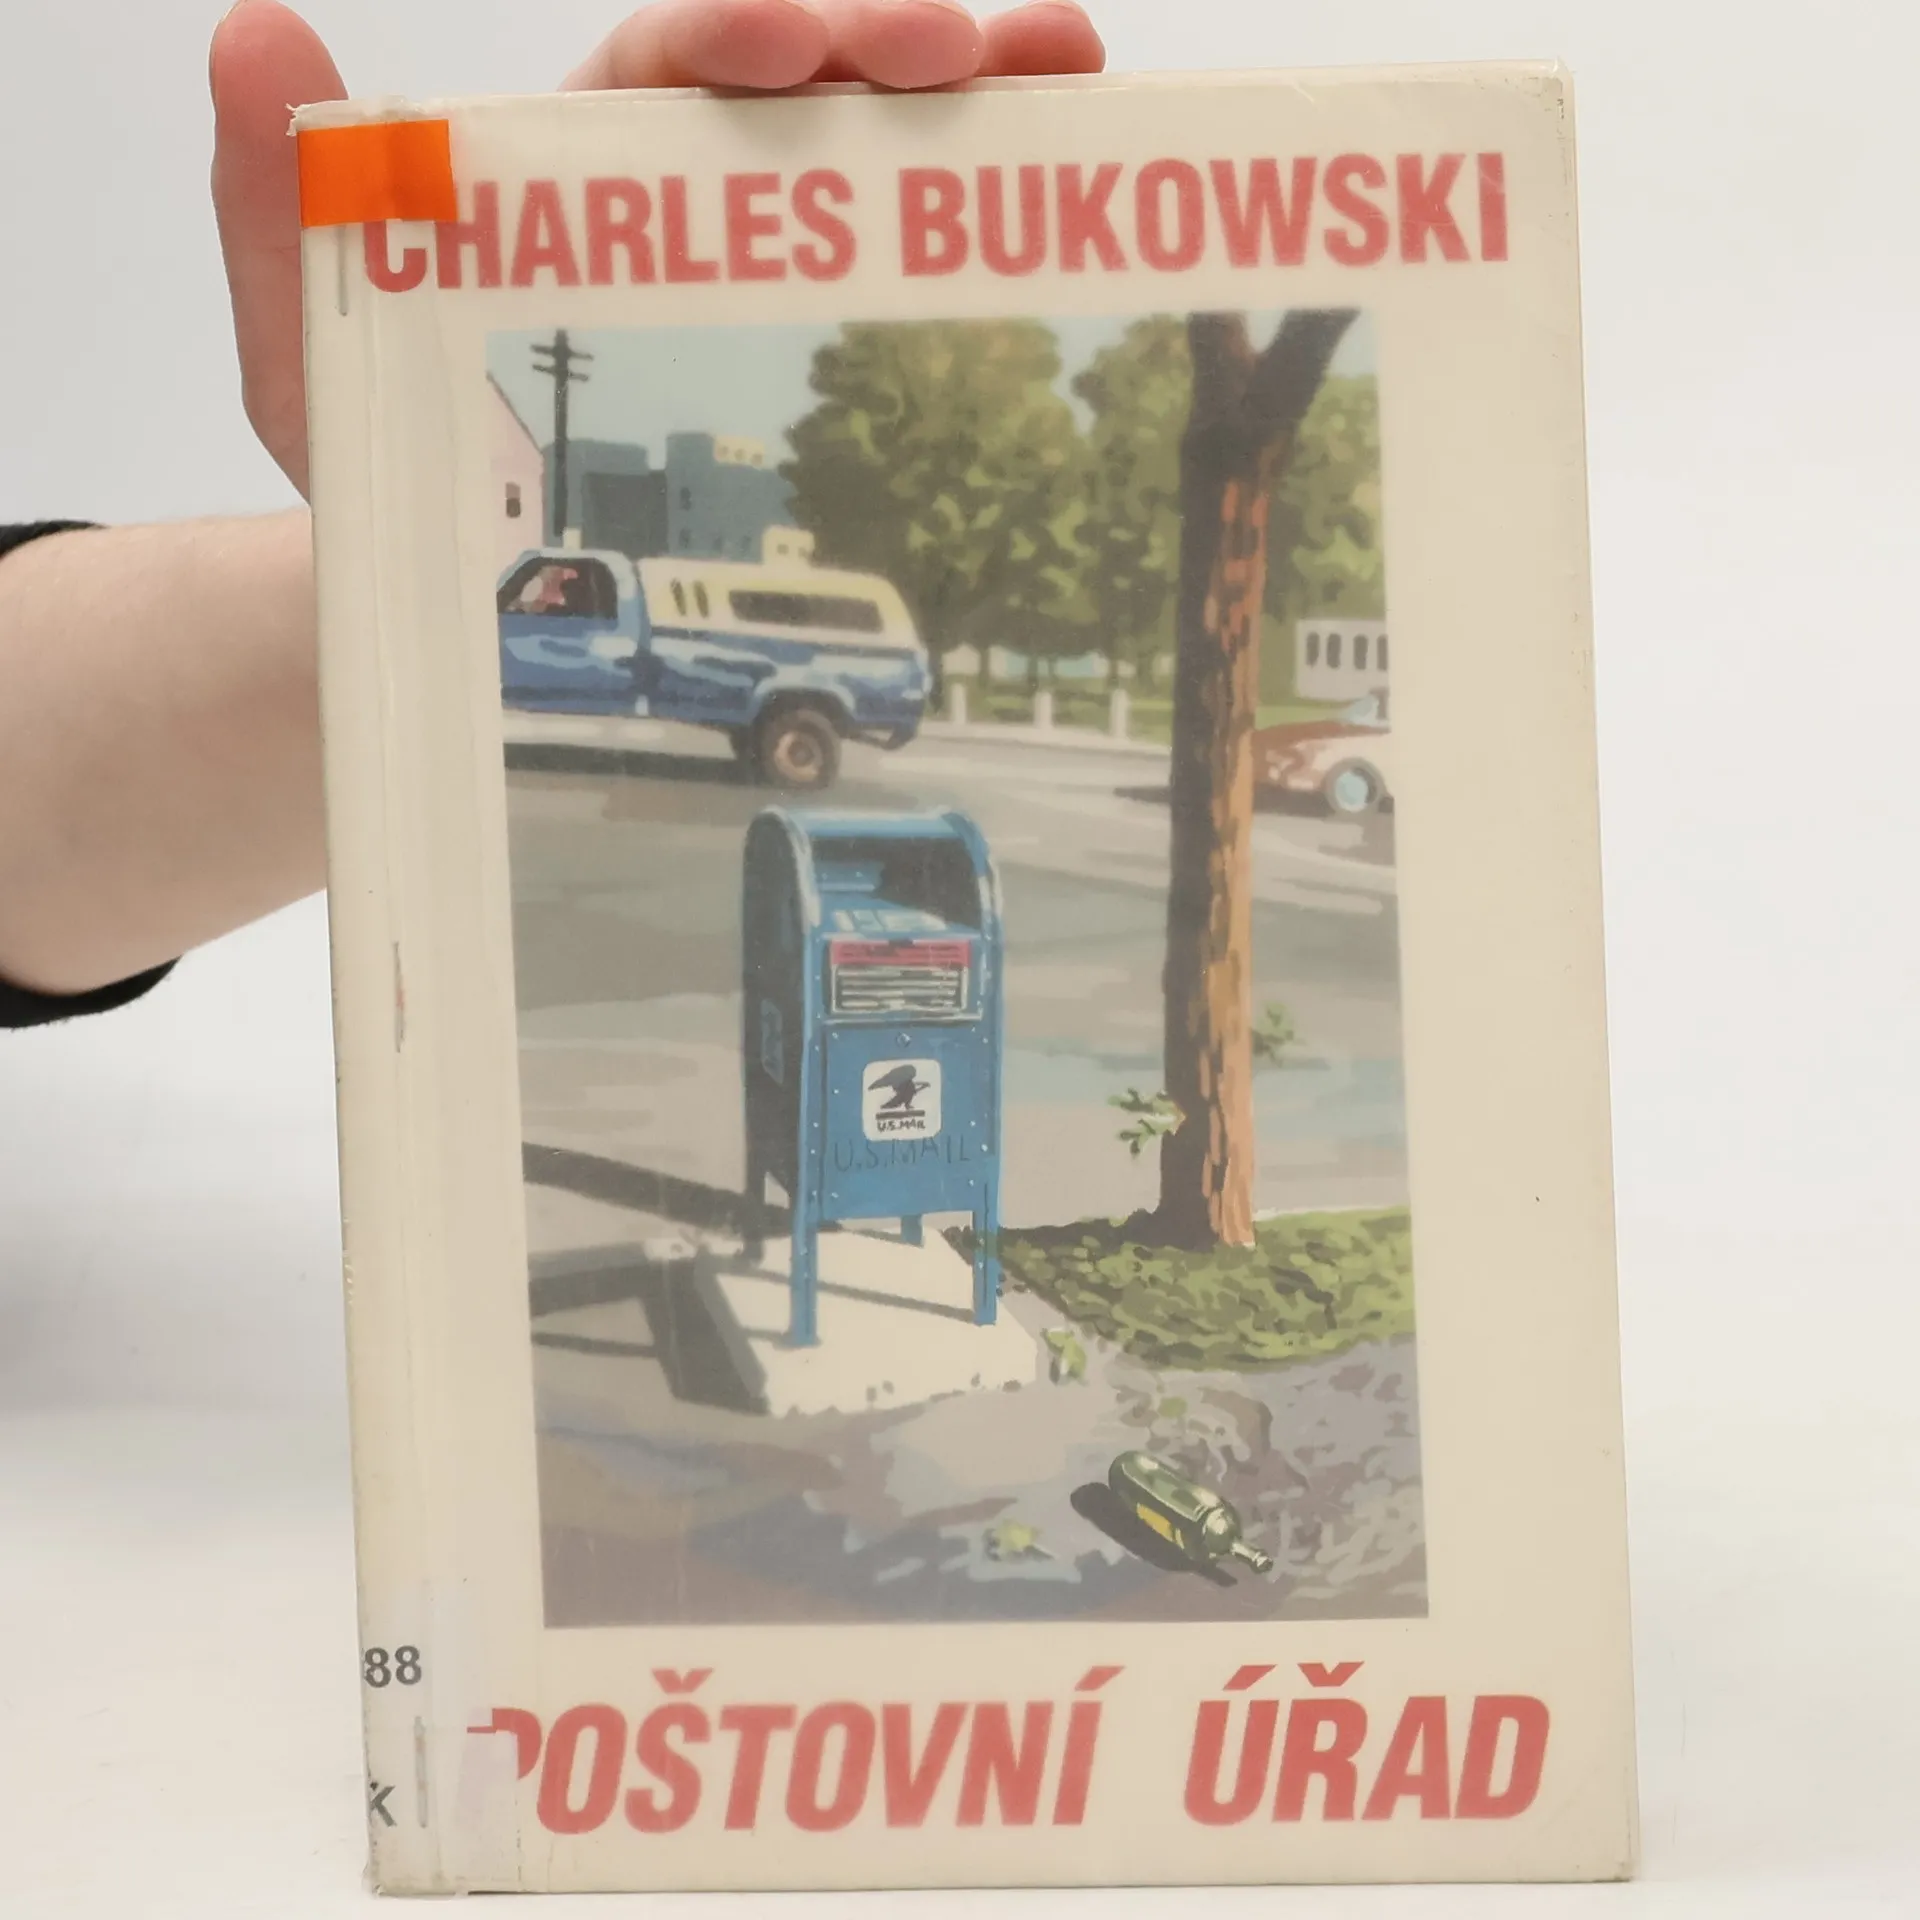 CHARLES BUKOWSKI
U.S.MAIL
U.S.MAIL
88
K
POŠTOVNÍ ÚŘAD